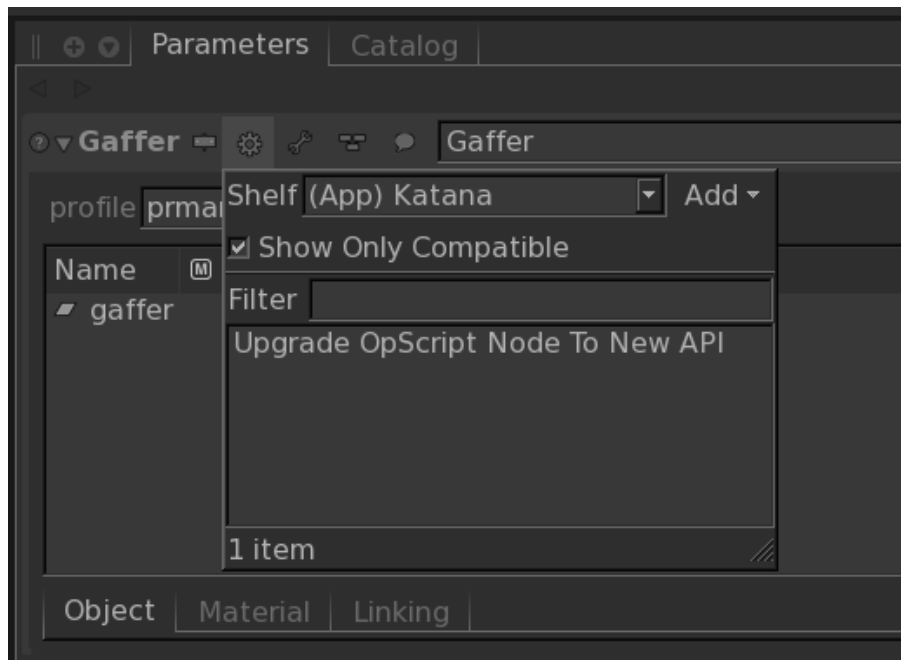 Parameters Catalog
Gaffer Gaffer
profile prma
Shelf (App) Katana Add
Show Only Compatible
Name M
Filter
gaffer
Upgrade OpScript Node To New API
1 item
Object Material Linking